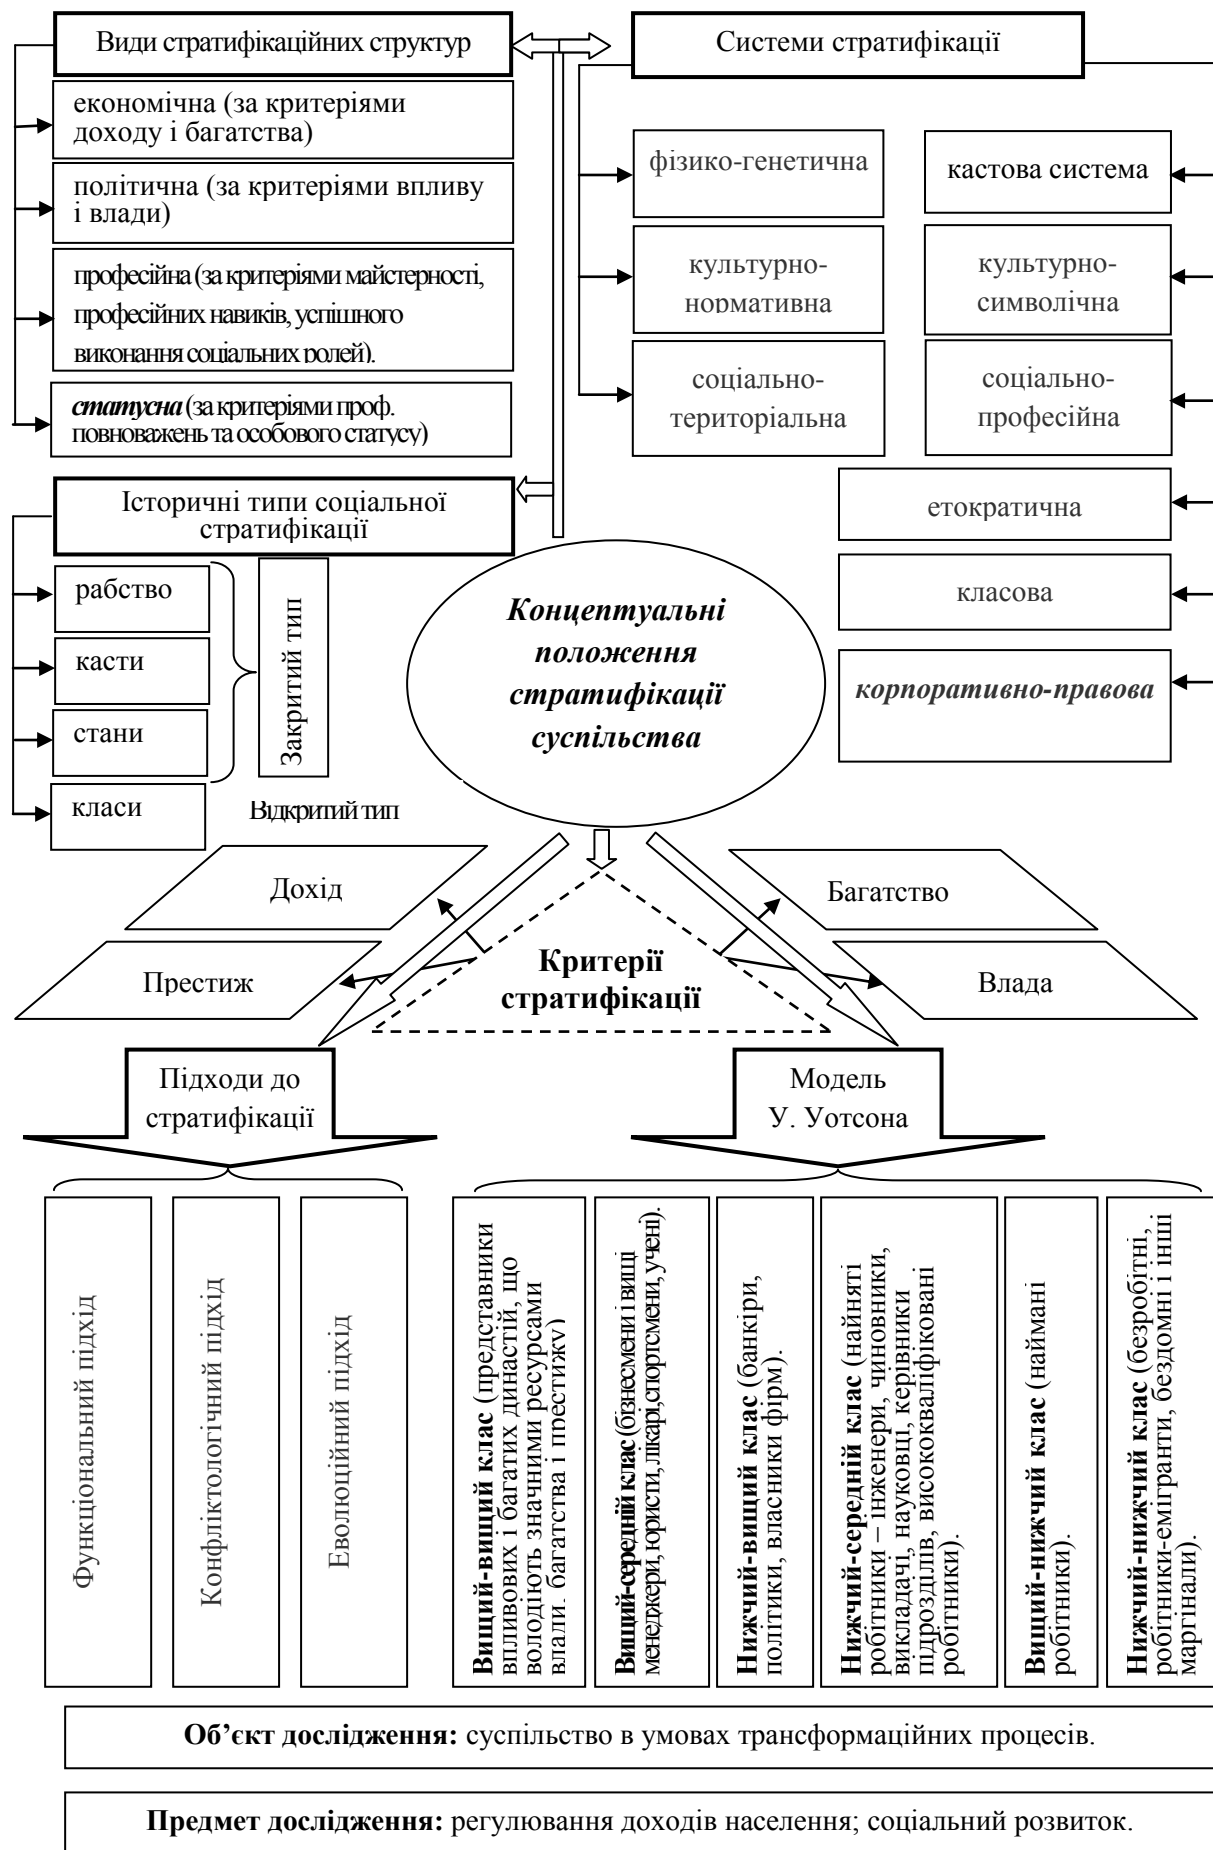 Види стратифікаційних структур
економічна (за критеріями
доходу і багатства)
політична (за критеріями впливу
і влади)
професійна (за критеріями майстерності,
професійних навиків, успішного
виконання соціальних ролей).
статусна (за критеріями проф.
повноважень та особового статусу)
Системи стратифікації
фізико-генетична
кастова система
культурно-
нормативна
культурно-
символічна
соціально-
територіальна
соціально-
професійна
етократична
класова
корпоративно-правова
Історичні типи соціальної
стратифікації
рабство
касти
стани
класи
Закритий тип
Відкритий тип
Концептуальні
положення
стратифікації
суспільства
Дохід
Престиж
Багатство
Влада
Критерії
стратифікації
Підходи до
стратифікації
Модель
У. Уотсона
Функціональний підхід
Конфліктологічний підхід
Еволюційний підхід
Вищий-вищий клас (представники
впливових і багатих династій, що
володіють значними ресурсами
влади, багатства і престижу)
Вищий-середній клас (бізнесмени і вищі
менеджери, юристи, лікарі, спортсмени, учені).
Нижчий-вищий клас (банкіри,
політики, власники фірм).
Нижчий-середній клас (найняті
робітники – інженери, чиновники,
викладачі, науковці, керівники
підрозділів, висококваліфіковані
робітники).
Вищий-нижчий клас (наймані
робітники).
Нижчий-нижчий клас (безробітні, .
робітники-емігранти, бездомні і інші
маргінали).
Об’єкт дослідження: суспільство в умовах трансформаційних процесів.
Предмет дослідження: регулювання доходів населення; соціальний розвиток.